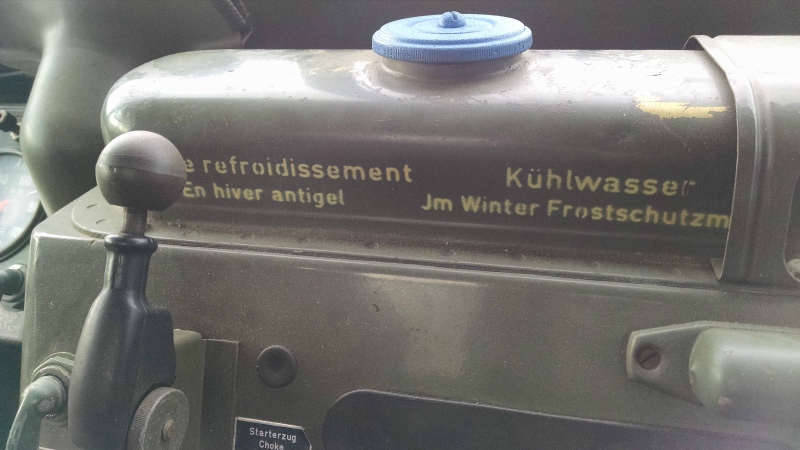 e refroidissement
En hiver antigel
Kühlwasser
Jm Winter Frostschutzm
Starterzug
Choke